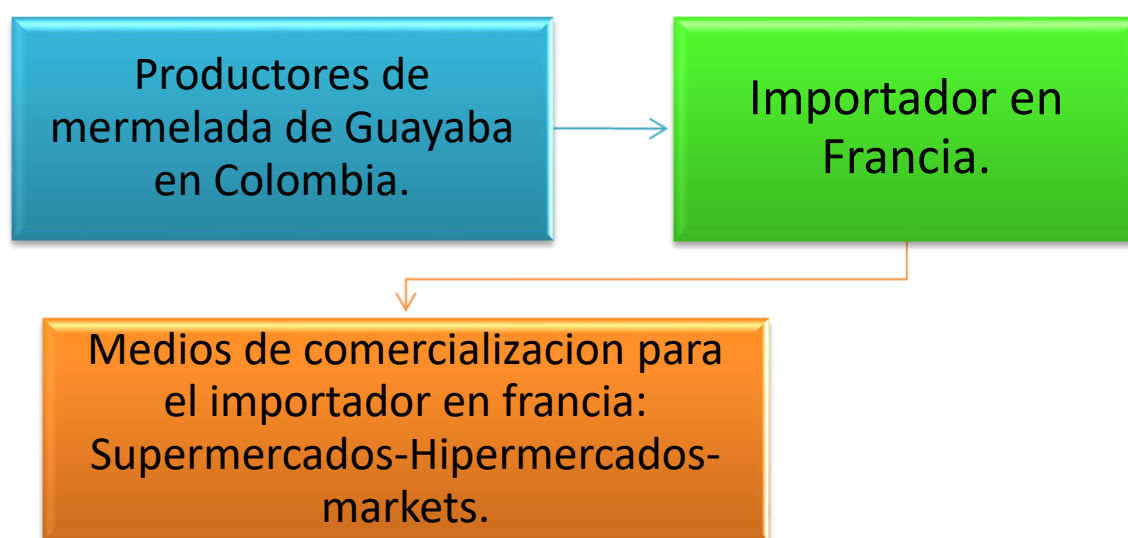 Productores de
mermelada de Guayaba
en Colombia.
Importador en
Francia.
Medios de comercializacion para
el importador en francia:
Supermercados-Hipermercados-
markets.